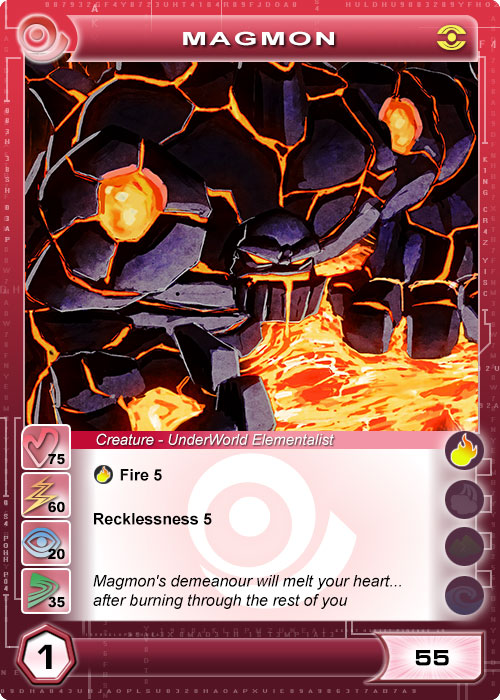 MAGMON
Creature - UnderWorld Elementalist
75
Fire 5
60
Recklessness 5
20
35
Magmon's demeanour will melt your heart...
after burning through the rest of you
1
55